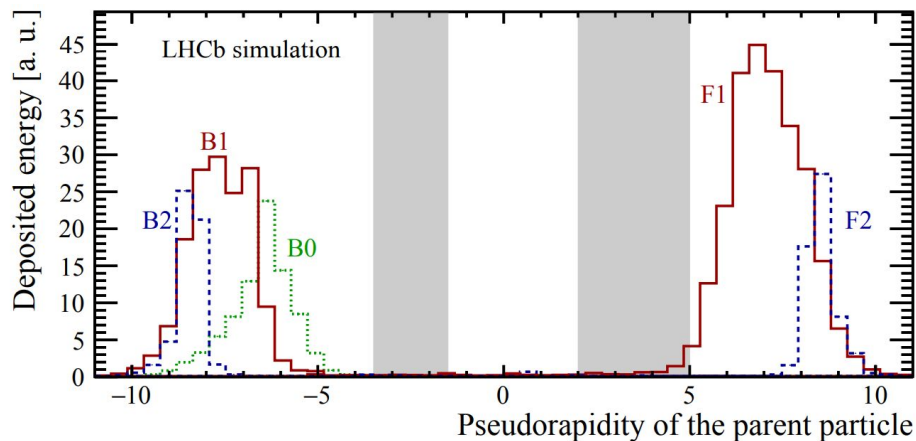 Deposited energy [a. u.]
45
40
35
30
25
20
15
10
5
0
LHCb simulation
B1
B2
B0
F1
F2
−10
−5
0
5
10
Pseudorapidity of the parent particle